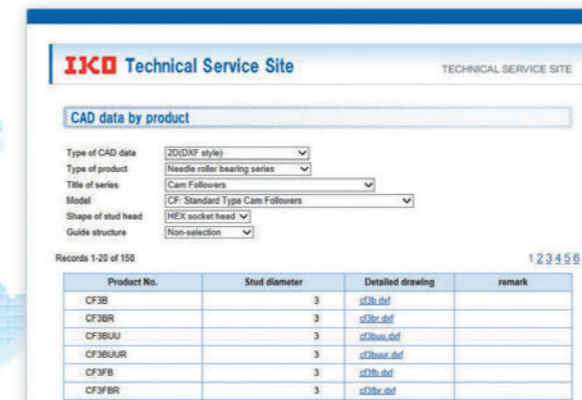 IKO Technical Service Site
TECHNICAL SERVICE SITE
CAD data by product
Type of CAD data 2D(DXF style)
Type of product Needle roller bearing series
Title of series Cam Followers
Model CF: Standard Type Cam Followers
Shape of stud head HEX socket head
Guide structure Non-selection
Records 1-20 of 156 1 2 3 4 5 6
Product No. Stud diameter Detailed drawing remark
CF3B 3 cf3b.dxf
CF3BR 3 cf3br.dxf
CF3BUU 3 cf3buu.dxf
CF3BUUR 3 cf3buur.dxf
CF3FB 3 cf3fb.dxf
CF3FBR 3 cf3fbr.dxf